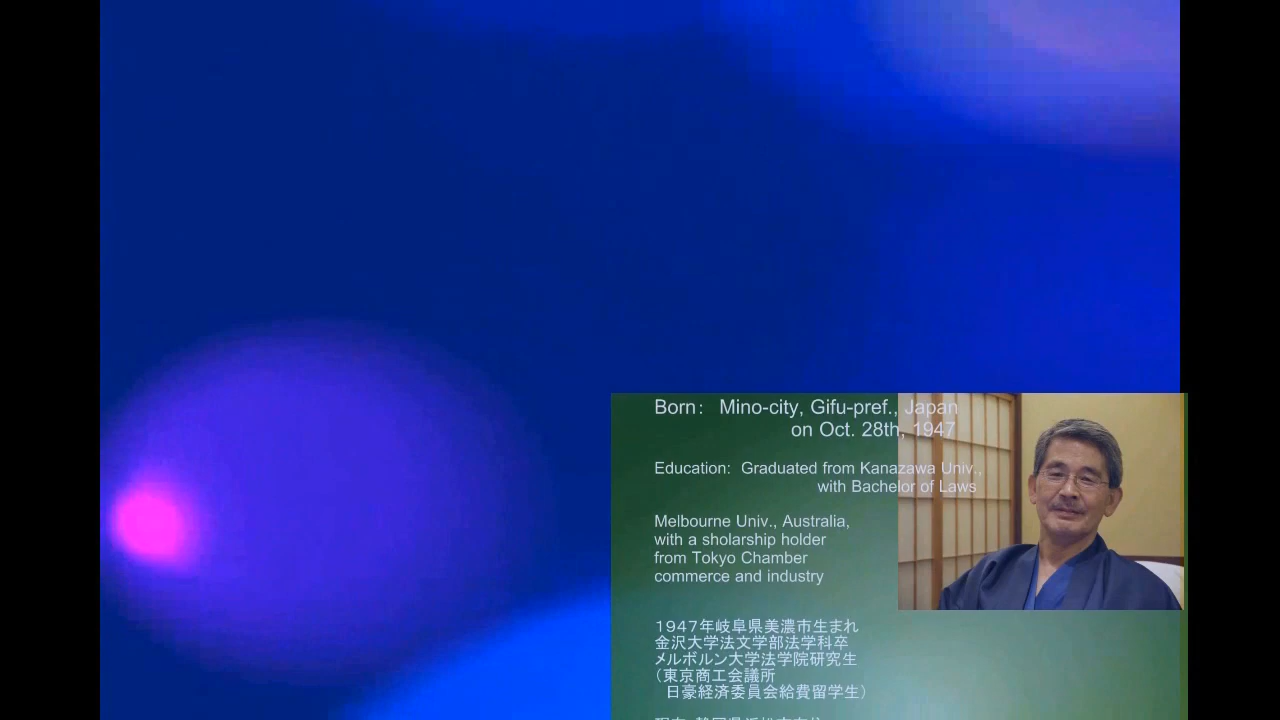 Born: Mino-city, Gifu-pref., Japan
on Oct. 28th, 1947
Education: Graduated from Kanazawa Univ.,
with Bachelor of Laws
Melbourne Univ., Australia,
with a sholarship holder
from Tokyo Chamber
commerce and industry
1947年岐阜県美濃市生まれ
金沢大学法文学部法学科卒
メルボルン大学法学院研究生
(東京商工会議所
日豪経済委員会給費留学生)